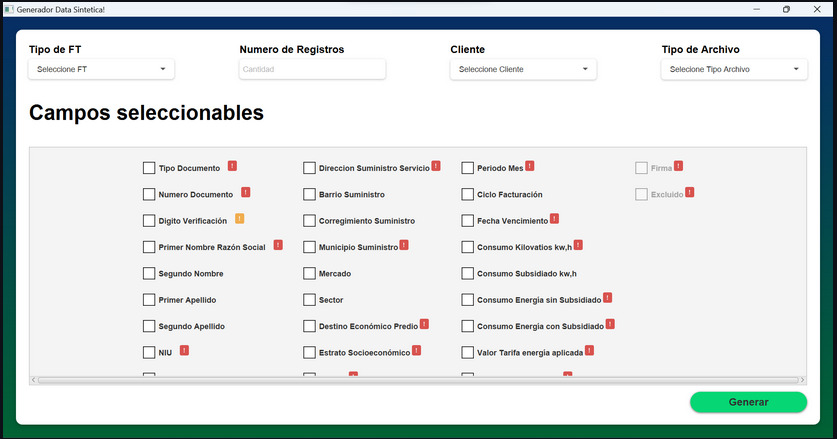 Generador Data Sintetica!
Tipo de FT
Numero de Registros
Cliente
Tipo de Archivo
Seleccione FT
Cantidad
Seleccione Cliente
Selecione Tipo Archivo
Campos seleccionables
Tipo Documento !
Direccion Suministro Servicio !
Periodo Mes !
Firma !
Numero Documento !
Barrio Suministro
Ciclo Facturación
Excluido !
Digito Verificación !
Corregimiento Suministro
Fecha Vencimiento !
Primer Nombre Razón Social !
Municipio Suministro !
Consumo Kilovatios kw,h !
Segundo Nombre
Mercado
Consumo Subsidiado kw,h
Primer Apellido
Sector
Consumo Energia sin Subsidiado !
Segundo Apellido
Destino Económico Predio !
Consumo Energia con Subsidiado !
NIU !
Estrato Socioeconómico !
Valor Tarifa energia aplicada !
Generar